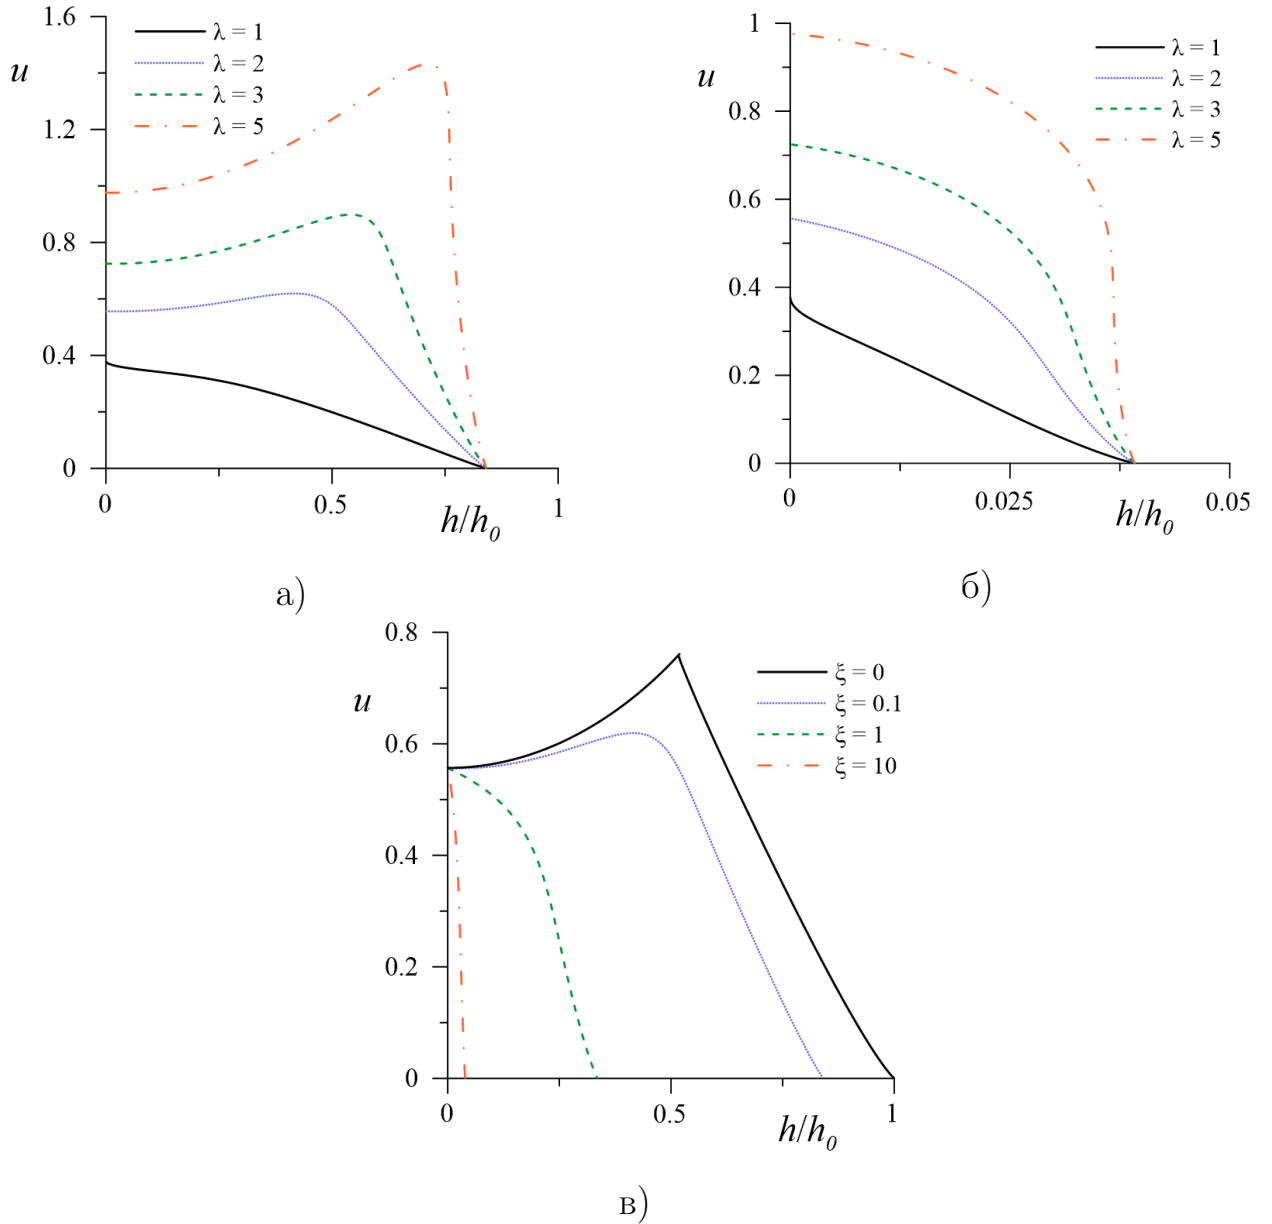 1.6
u
1.2
0.8
0.4
0
0
0.5
1
h/h₀
λ = 1
λ = 2
λ = 3
λ = 5
а)
1
u
0.8
0.6
0.4
0.2
0
0
0.025
0.05
h/h₀
λ = 1
λ = 2
λ = 3
λ = 5
б)
0.8
u
0.6
0.4
0.2
0
0
0.5
1
h/h₀
ξ = 0
ξ = 0.1
ξ = 1
ξ = 10
в)